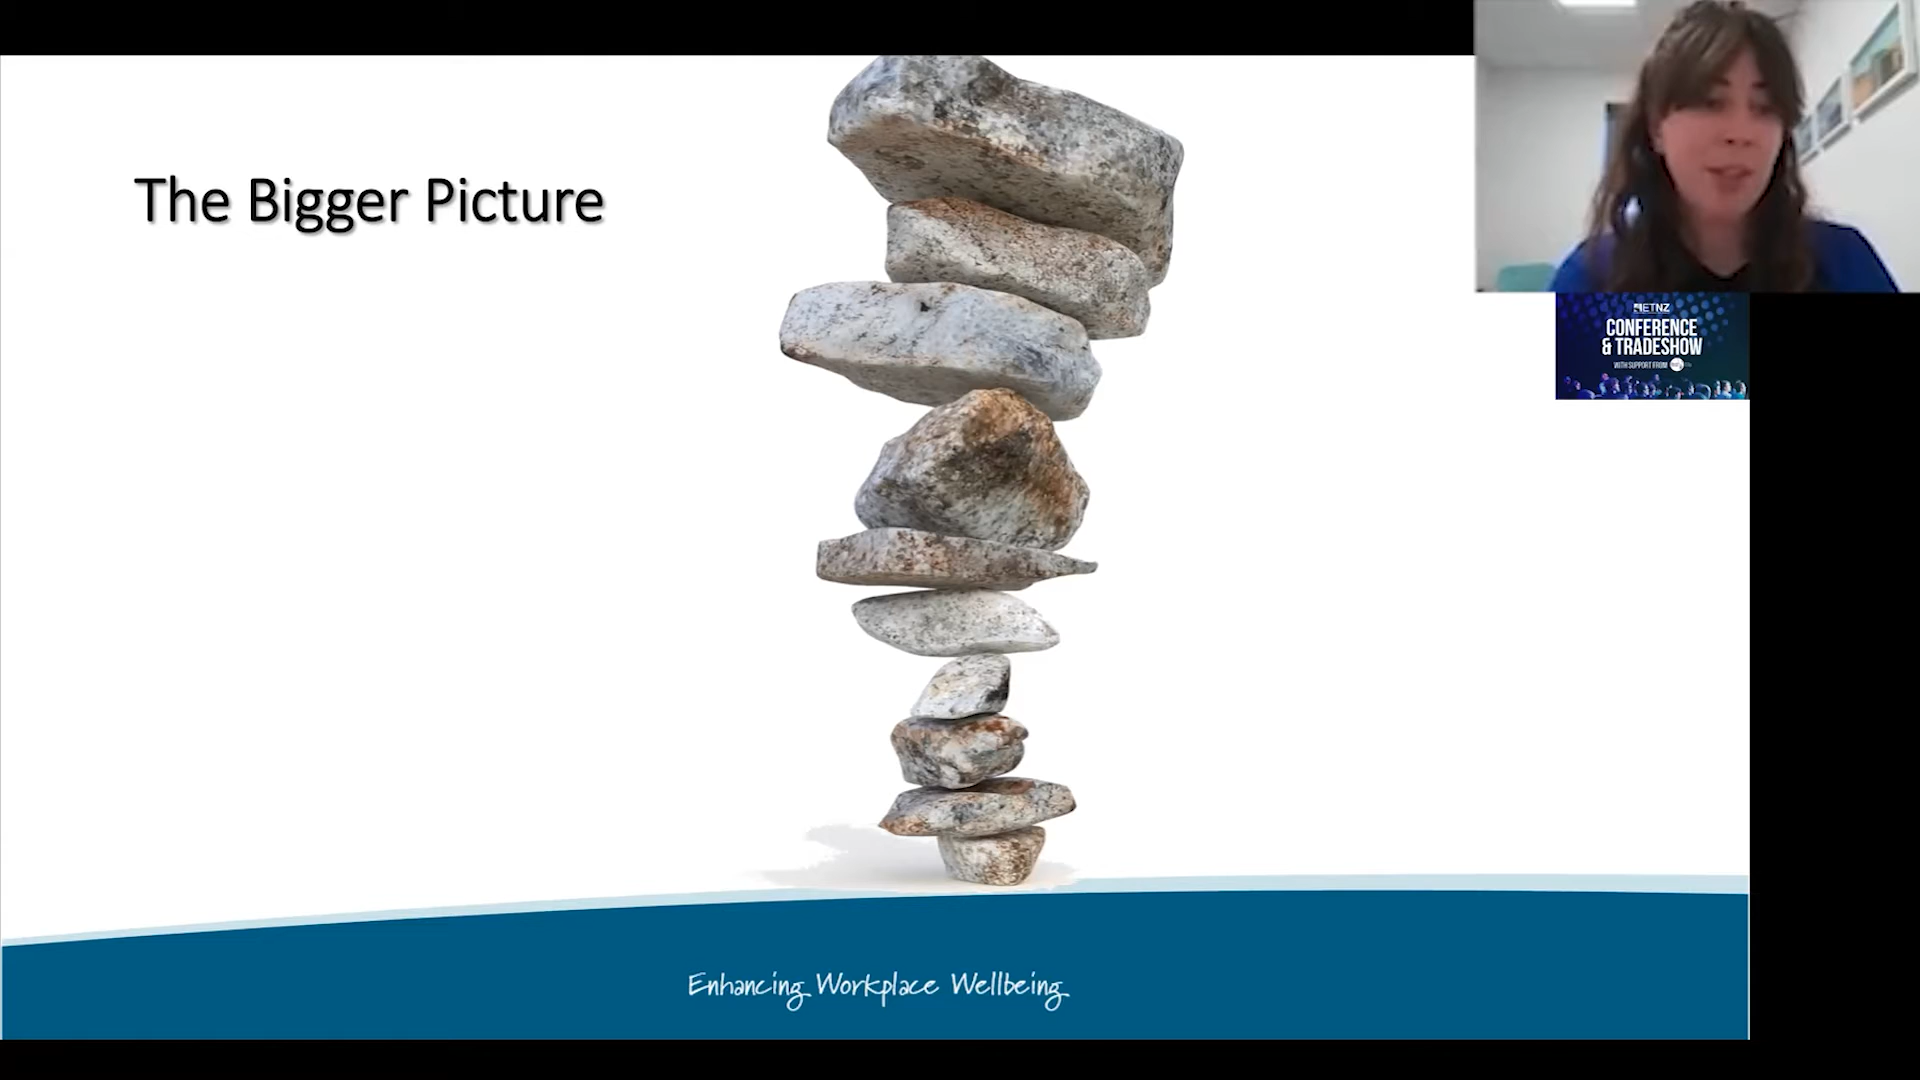 The Bigger Picture
ETNZ
CONFERENCE
& TRADESHOW
WITH SUPPORT FROM
Enhancing Workplace Wellbeing